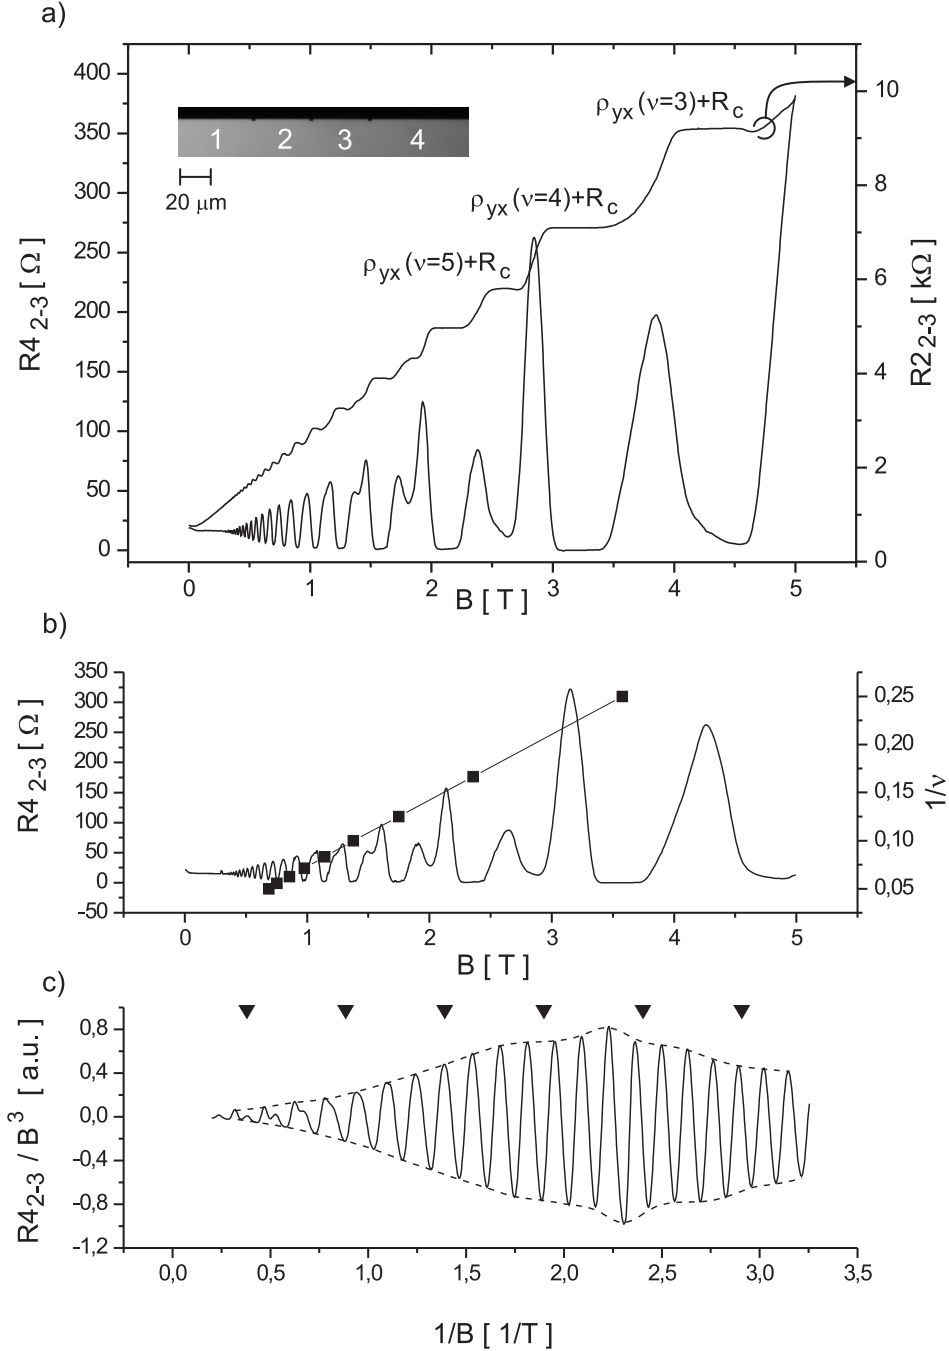 a)
400
350
300
250
200
150
100
50
0
R4 2-3 [ Ω ]
1 2 3 4
20 μm
ρyx (ν=5)+Rc
ρyx (ν=4)+Rc
ρyx (ν=3)+Rc
10
8
6
4
2
0
R2 2-3 [ kΩ ]
0 1 2 3 4 5
B [ T ]
b)
350
300
250
200
150
100
50
0
-50
R4 2-3 [ Ω ]
0,25
0,20
0,15
0,10
0,05
1/ν
0 1 2 3 4 5
B [ T ]
c)
0,8
0,4
0,0
-0,4
-0,8
-1,2
R4 2-3 / B³ [ a.u. ]
0,0 0,5 1,0 1,5 2,0 2,5 3,0 3,5
1/B [ 1/T ]